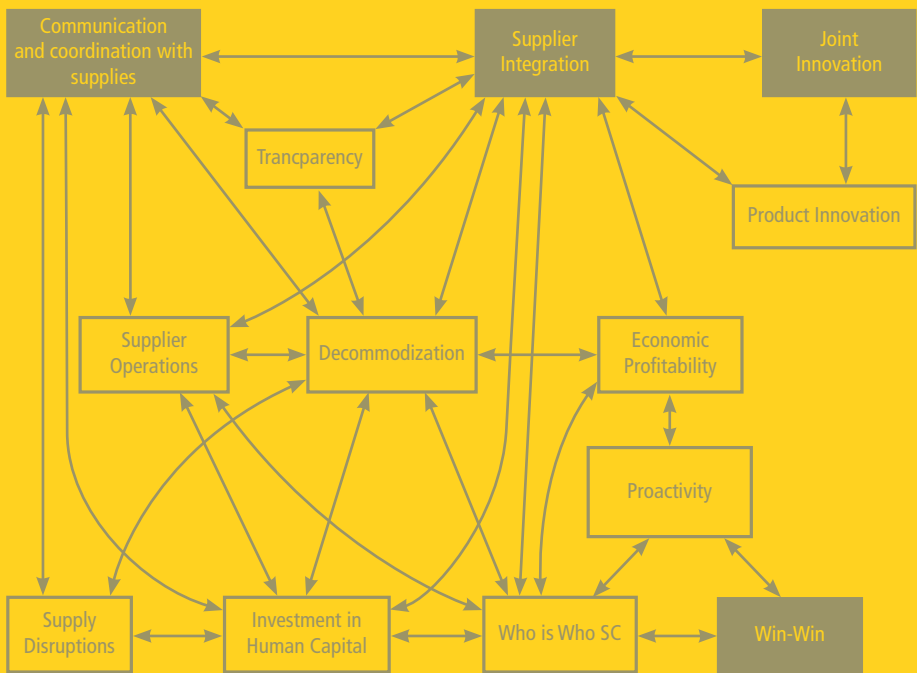 Communication
and coordination with
supplies
Supplier
Integration
Joint
Innovation
Trancparency
Product Innovation
Supplier
Operations
Decommodization
Economic
Profitability
Proactivity
Supply
Disruptions
Investment in
Human Capital
Who is Who SC
Win-Win